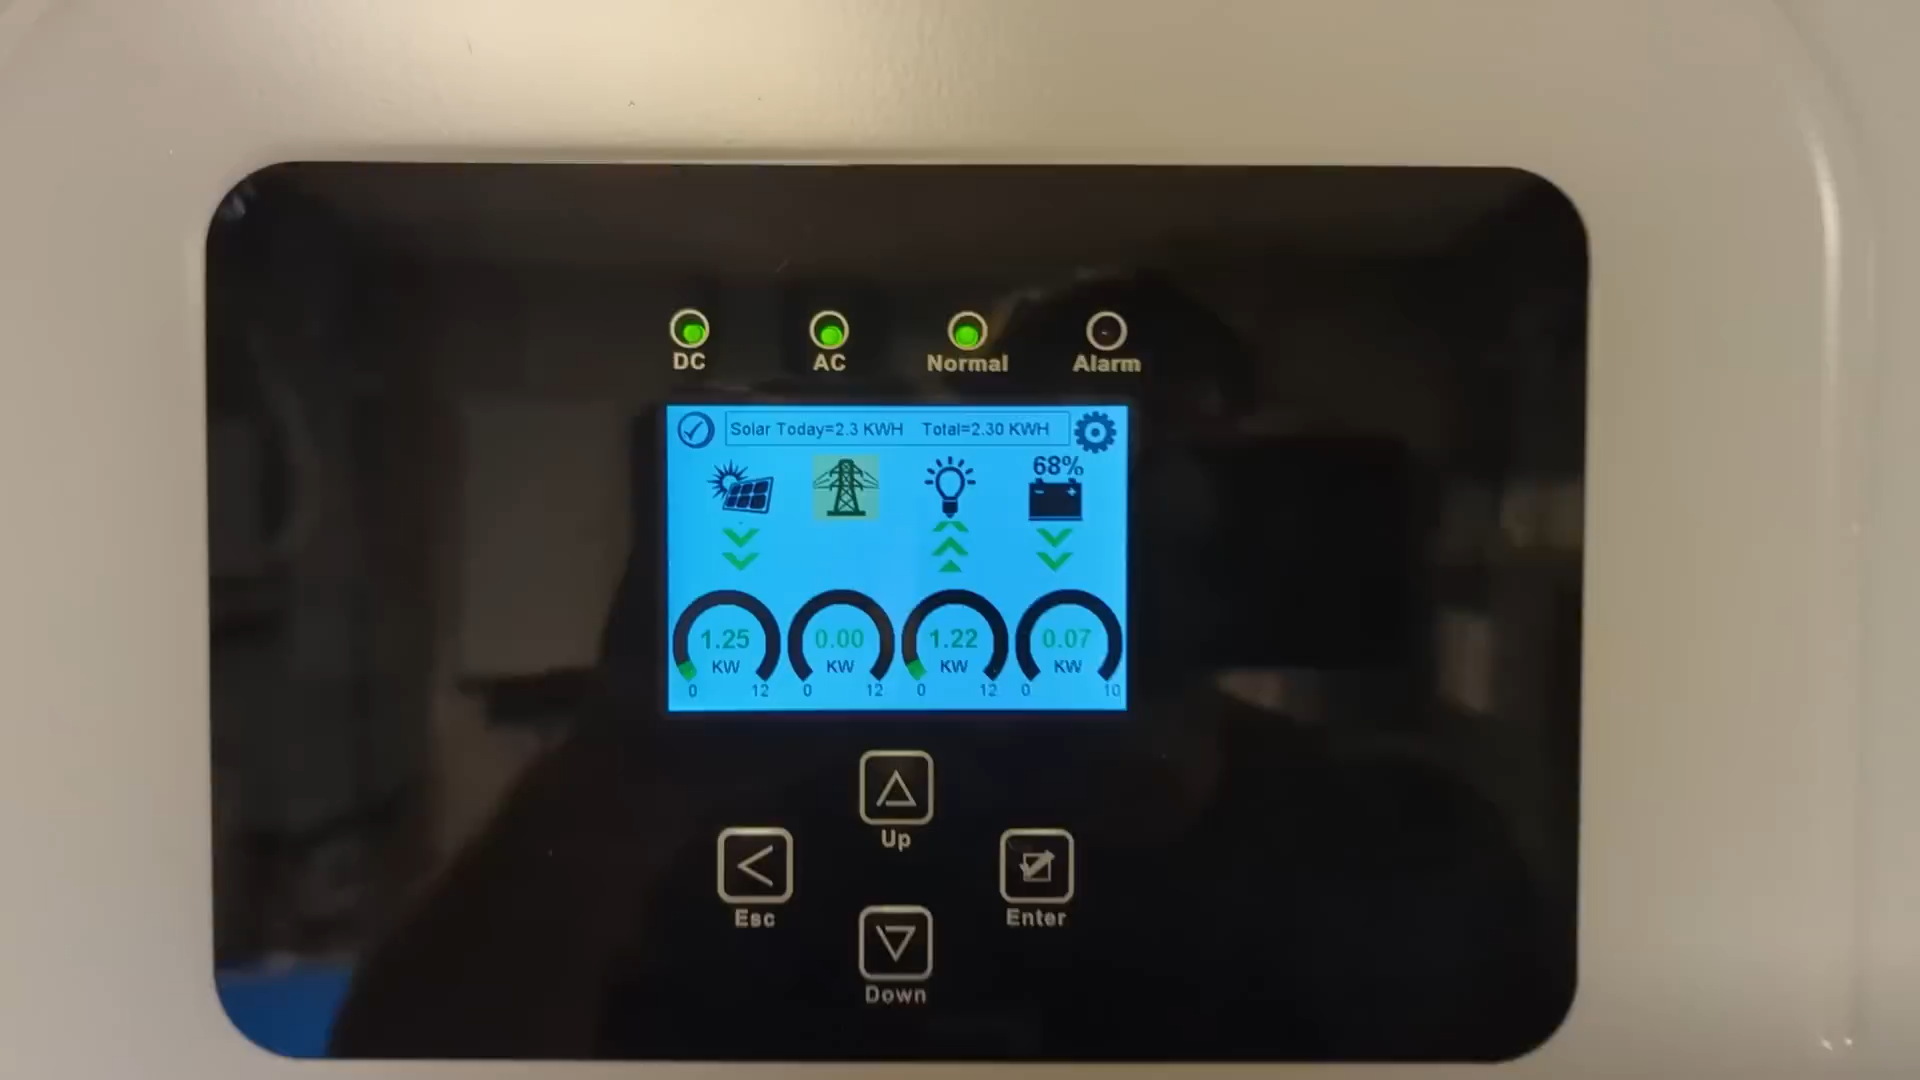 DC AC Normal Alarm
Solar Today=2.3 KWH Total=2.30 KWH
68%
- +
1.25 0.00 1.22 0.07
KW KW KW KW
0 12 0 12 0 12 0 10
Up
Esc Enter
Down